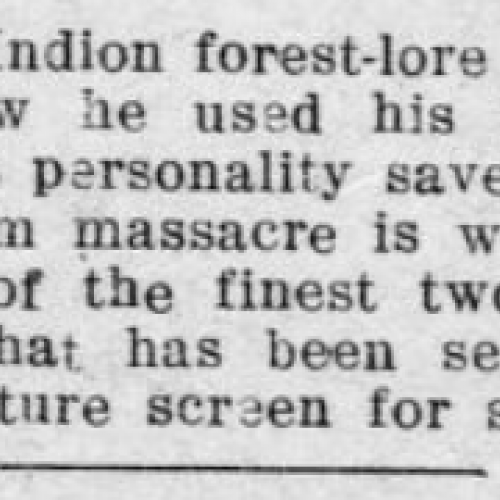 Indion forest-lore
w he used his
personality save
m massacre is w
of the finest two
hat has been se
ture screen for s